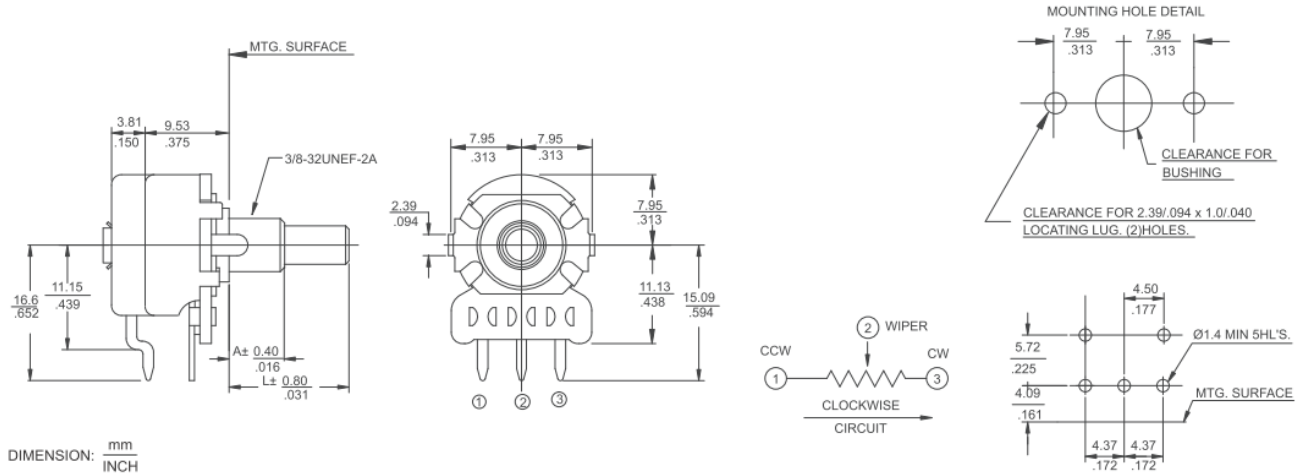 MOUNTING HOLE DETAIL
7.95
.313
7.95
.313
CLEARANCE FOR
BUSHING
CLEARANCE FOR 2.39/.094 x 1.0/.040
LOCATING LUG. (2)HOLES.
MTG. SURFACE
3.81
.150
9.53
.375
3/8-32UNEF-2A
16.6
.652
11.15
.439
A± 0.40
.016
L± 0.80
.031
7.95
.313
7.95
.313
2.39
.094
7.95
.313
11.13
.438
15.09
.594
1
2
3
2 WIPER
CCW
CW
1
3
CLOCKWISE
CIRCUIT
4.50
.177
5.72
.225
Ø1.4 MIN 5HL'S.
4.09
.161
MTG. SURFACE
4.37
.172
4.37
.172
DIMENSION: mm
INCH